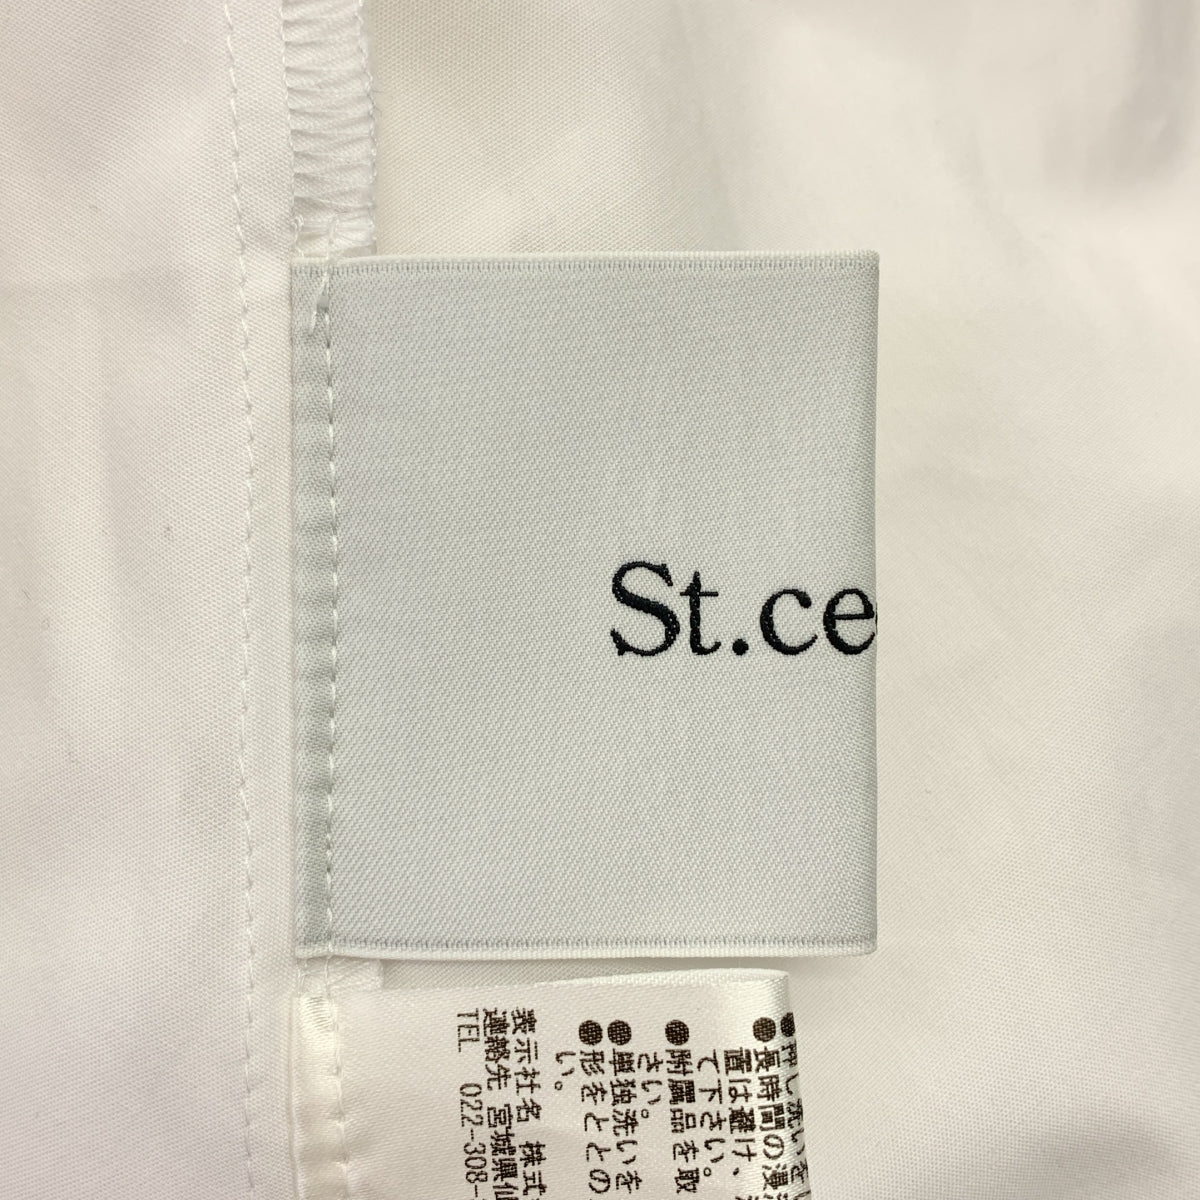 St.ce
●押し洗いをし
●長時間の浸
置は避け、
て下さい。
●附属品を取
さい。
●単独洗いを
●形をととの
い。
表示社名 株式
連絡先 宮城県仙
TEL 022-308-